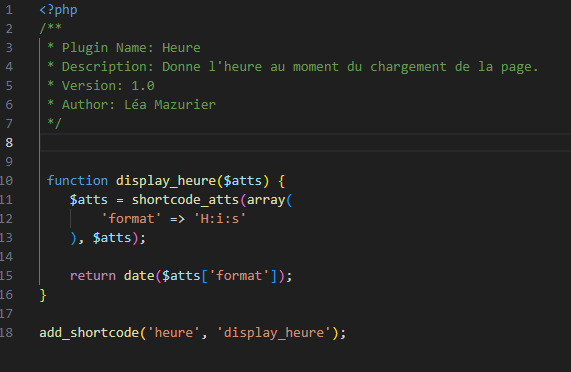 1 <?php
2 /**
3  * Plugin Name: Heure
4  * Description: Donne l'heure au moment du chargement de la page.
5  * Version: 1.0
6  * Author: Léa Mazurier
7  */
8
9
10  function display_heure($atts) {
11     $atts = shortcode_atts(array(
12         'format' => 'H:i:s'
13     ), $atts);
14
15     return date($atts['format']);
16 }
17
18 add_shortcode('heure', 'display_heure');